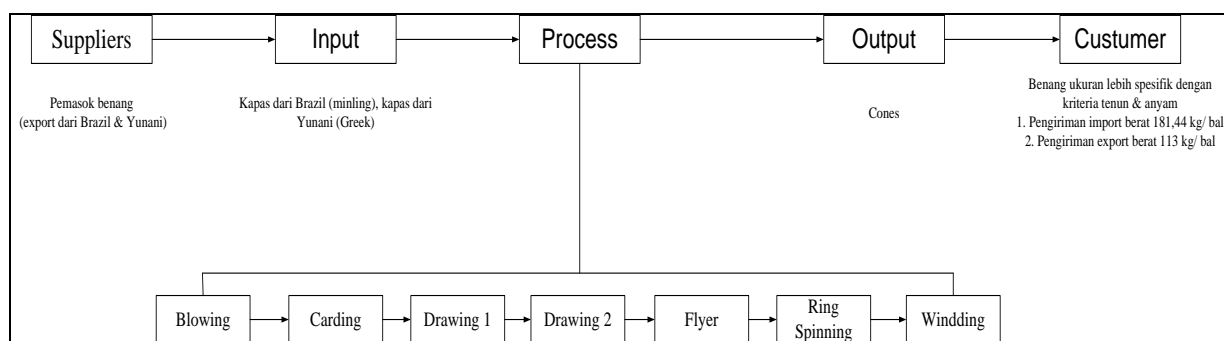 Suppliers
Input
Process
Output
Custumer
Pemasok benang
(export dari Brazil & Yunani)
Kapas dari Brazil (minling), kapas dari
Yunani (Greek)
Cones
Benang ukuran lebih spesifik dengan
kriteria tenun & anyam
1. Pengiriman import berat 181,44 kg/ bal
2. Pengiriman export berat 113 kg/ bal
Blowing
Carding
Drawing 1
Drawing 2
Flyer
Ring
Spinning
Windding